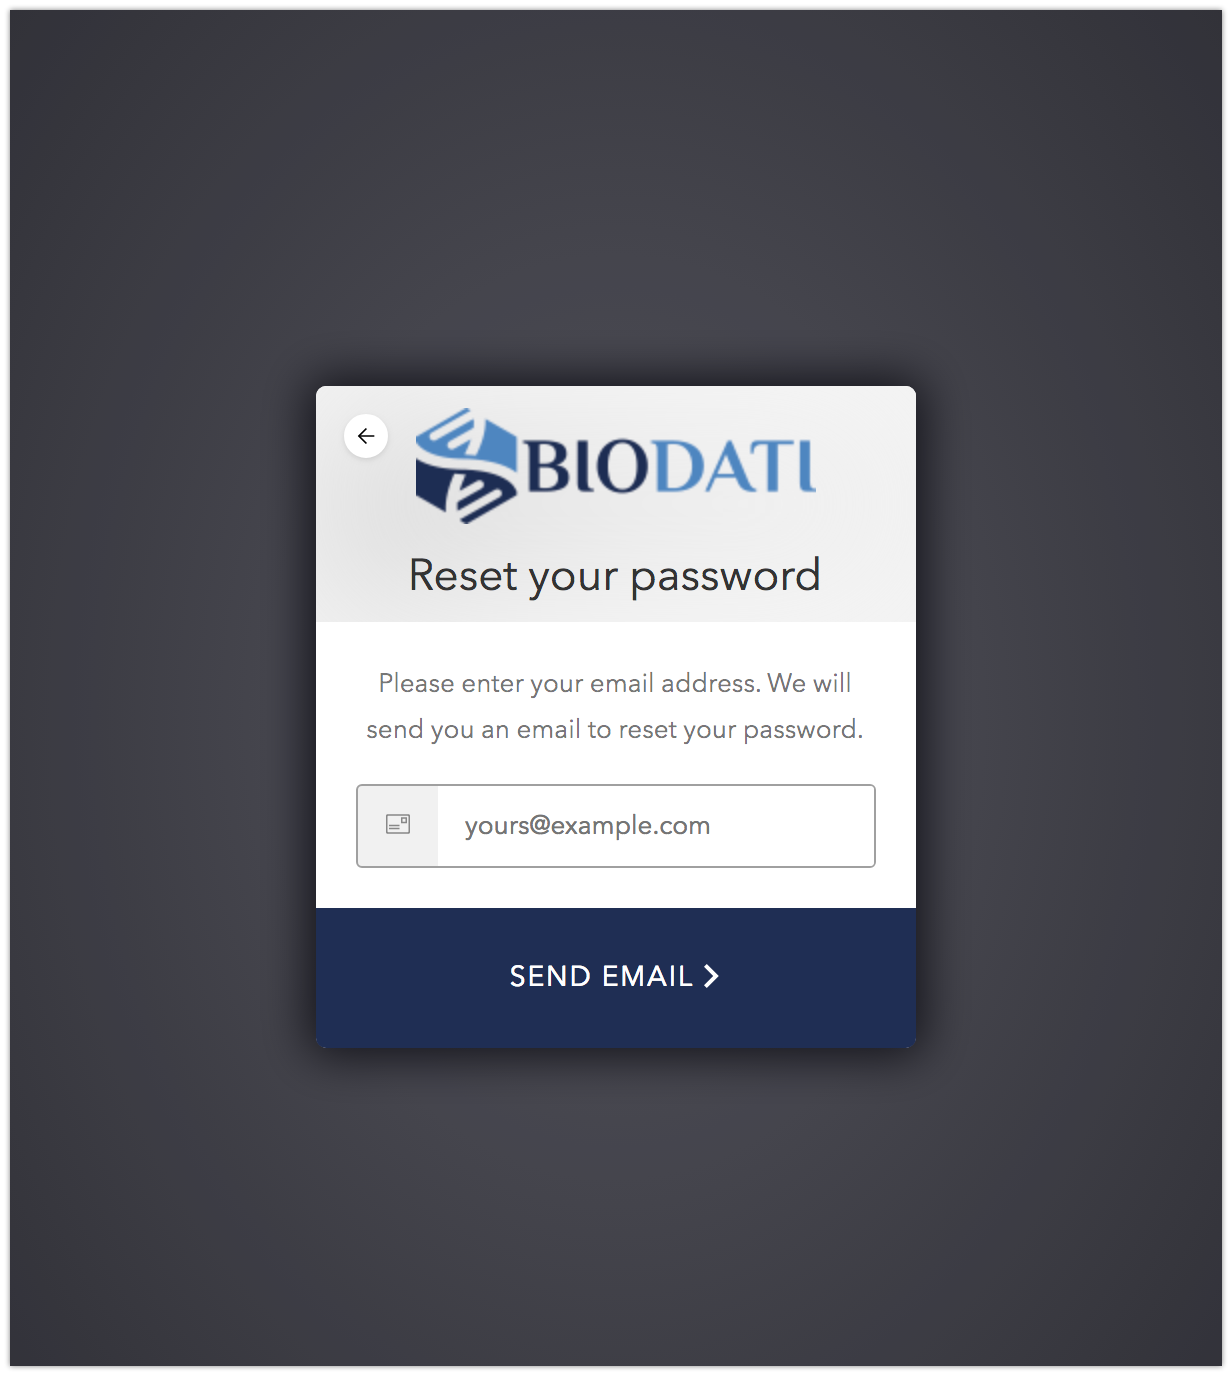 BIODATI
Reset your password
Please enter your email address. We will
send you an email to reset your password.
yours@example.com
SEND EMAIL